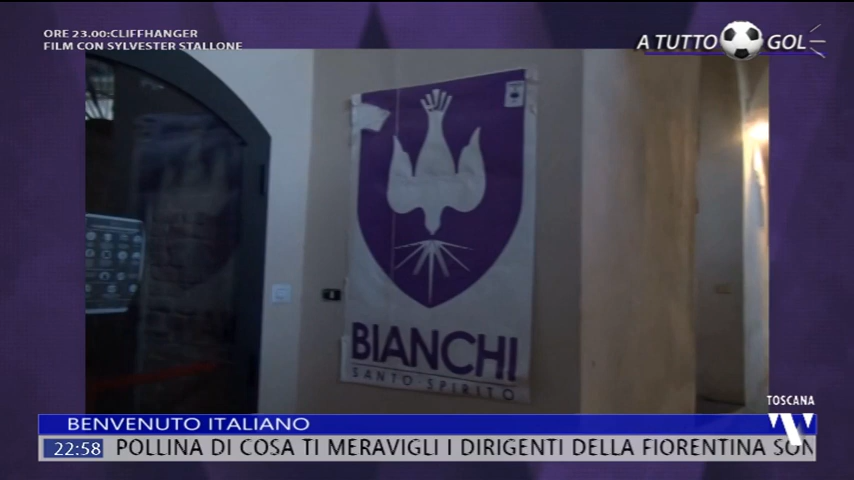 ORE 23.00:CLIFFHANGER
FILM CON SYLVESTER STALLONE
A TUTTO GOL
BIANCHI
SANTO·SPIRITO
TOSCANA
BENVENUTO ITALIANO
22:58 POLLINA DI COSA TI MERAVIGLI I DIRIGENTI DELLA FIORENTINA SON